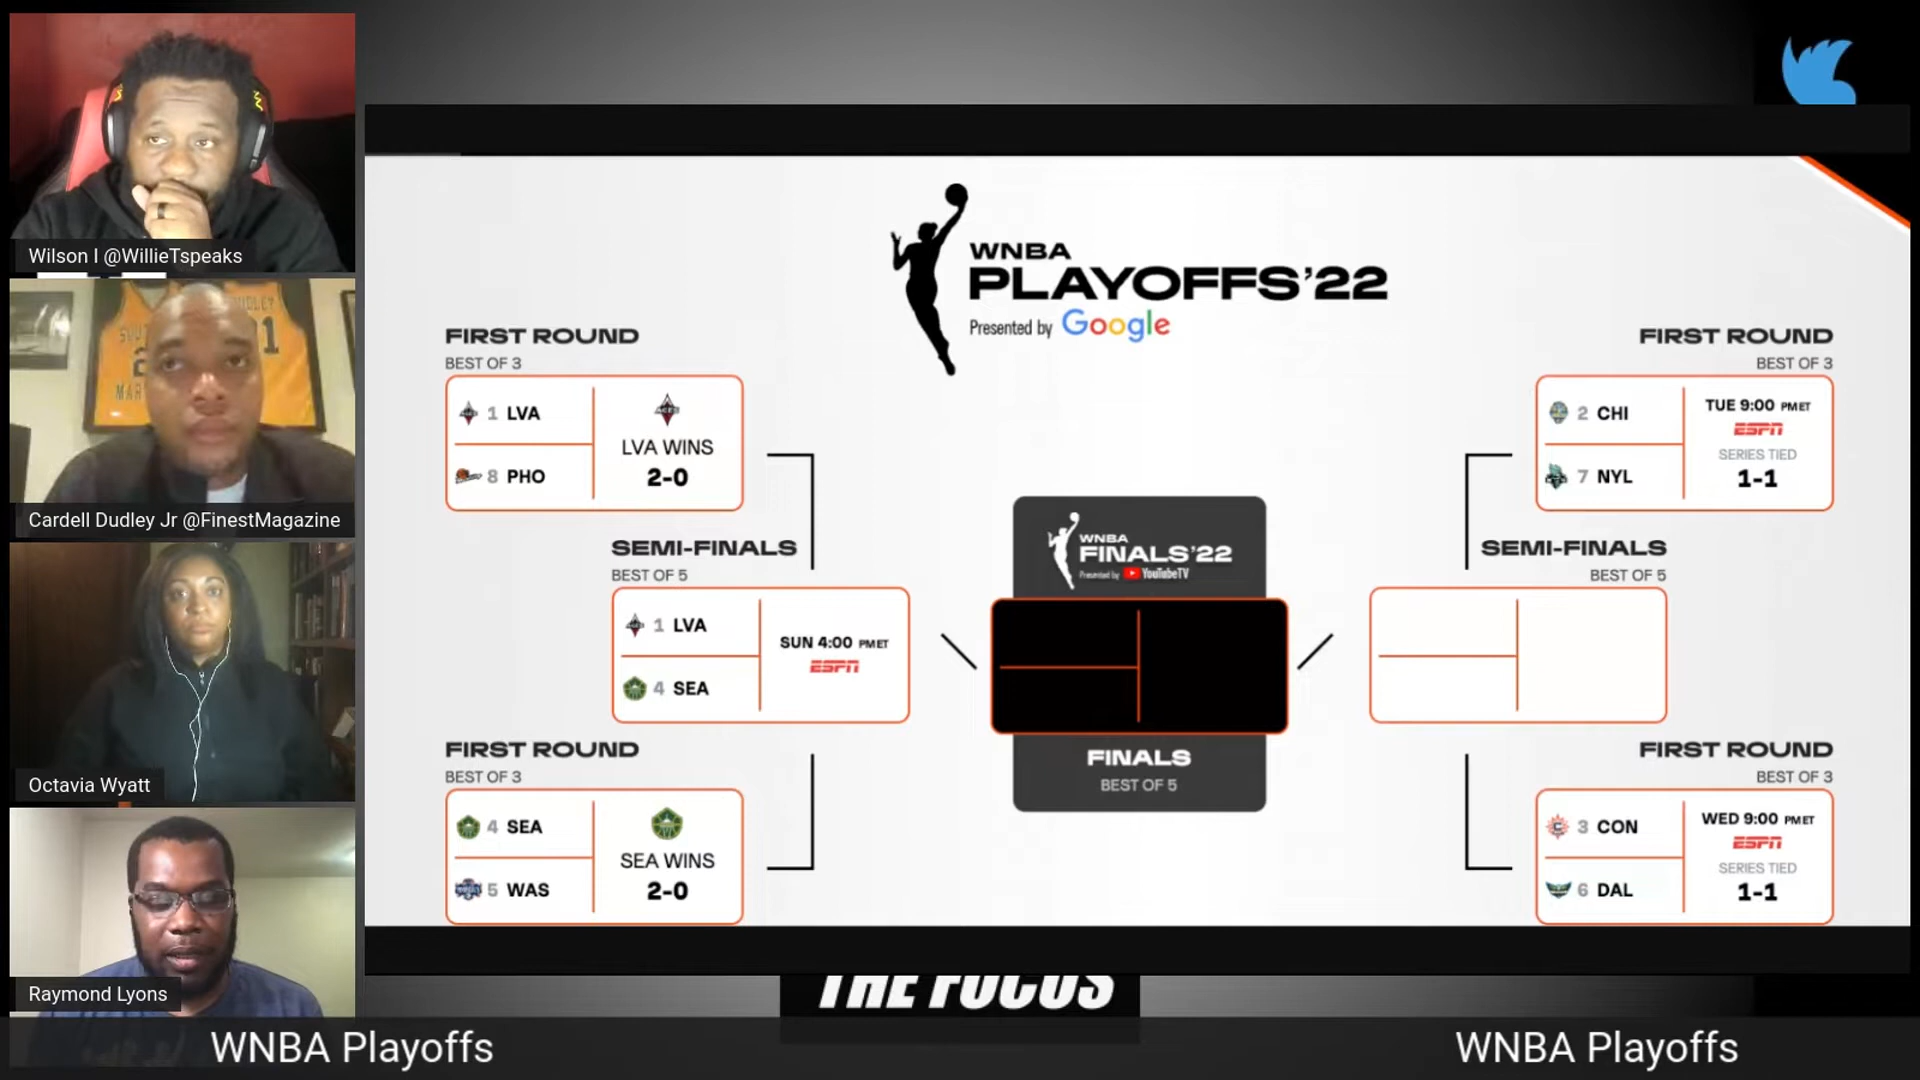 Wilson I @WillieTspeaks
Cardell Dudley Jr @FinestMagazine
Octavia Wyatt
Raymond Lyons
WNBA
PLAYOFFS'22
Presented by Google
FIRST ROUND
BEST OF 3
1 LVA
8 PHO
LVA WINS
2-0
SEMI-FINALS
BEST OF 5
1 LVA
4 SEA
SUN 4:00 PM ET
ESPN
FIRST ROUND
BEST OF 3
4 SEA
5 WAS
SEA WINS
2-0
WNBA
FINALS'22
Presented by YouTubeTV
FINALS
BEST OF 5
FIRST ROUND
BEST OF 3
2 CHI
7 NYL
TUE 9:00 PM ET
ESPN
SERIES TIED
1-1
SEMI-FINALS
BEST OF 5
FIRST ROUND
BEST OF 3
3 CON
6 DAL
WED 9:00 PM ET
ESPN
SERIES TIED
1-1
THE FOCUS
WNBA Playoffs
WNBA Playoffs